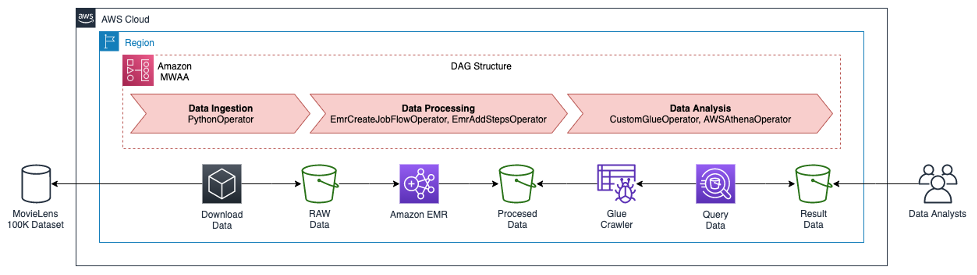 aws
AWS Cloud
Region
Amazon
MWAA
DAG Structure
Data Ingestion
PythonOperator
Data Processing
EmrCreateJobFlowOperator, EmrAddStepsOperator
Data Analysis
CustomGlueOperator, AWSAthenaOperator
MovieLens
100K Dataset
Download
Data
RAW
Data
Amazon EMR
Procesed
Data
Glue
Crawler
Query
Data
Result
Data
Data Analysts